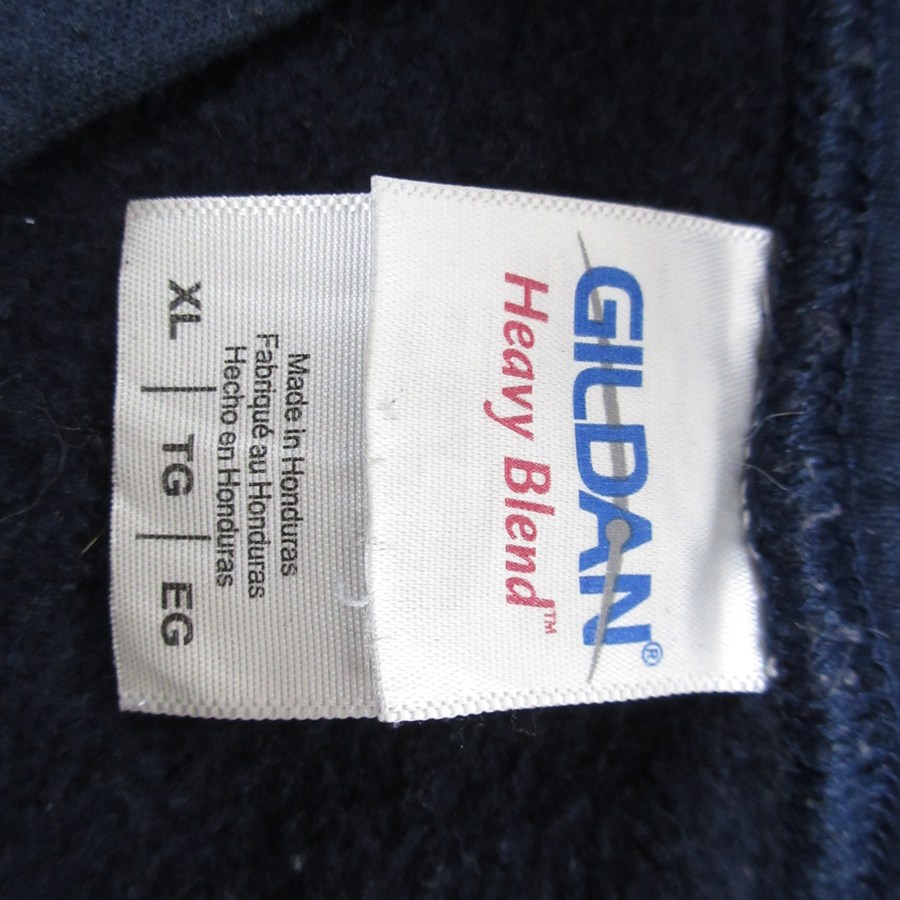 GILDAN®
Heavy Blend™
Made in Honduras
Fabriqué au Honduras
Hecho en Honduras
XL | TG | EG